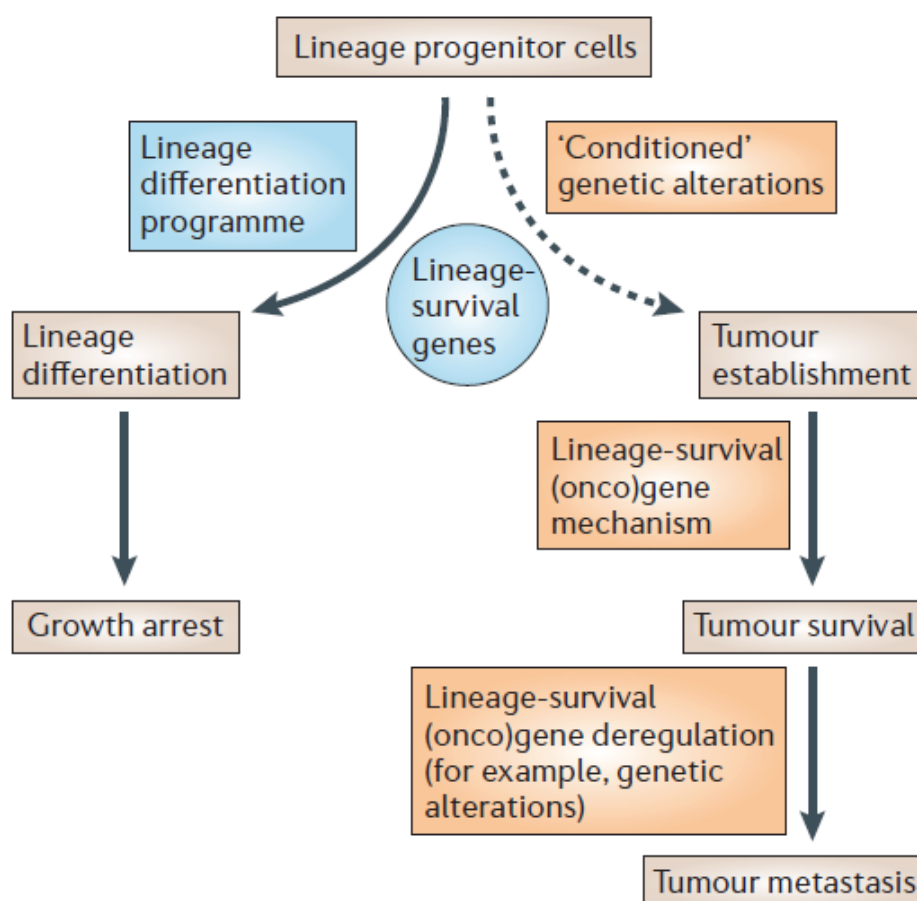 Lineage progenitor cells
Lineage
differentiation
programme
‘Conditioned’
genetic alterations
Lineage-
survival
genes
Lineage
differentiation
Tumour
establishment
Lineage-survival
(onco)gene
mechanism
Growth arrest
Tumour survival
Lineage-survival
(onco)gene deregulation
(for example, genetic
alterations)
Tumour metastasis